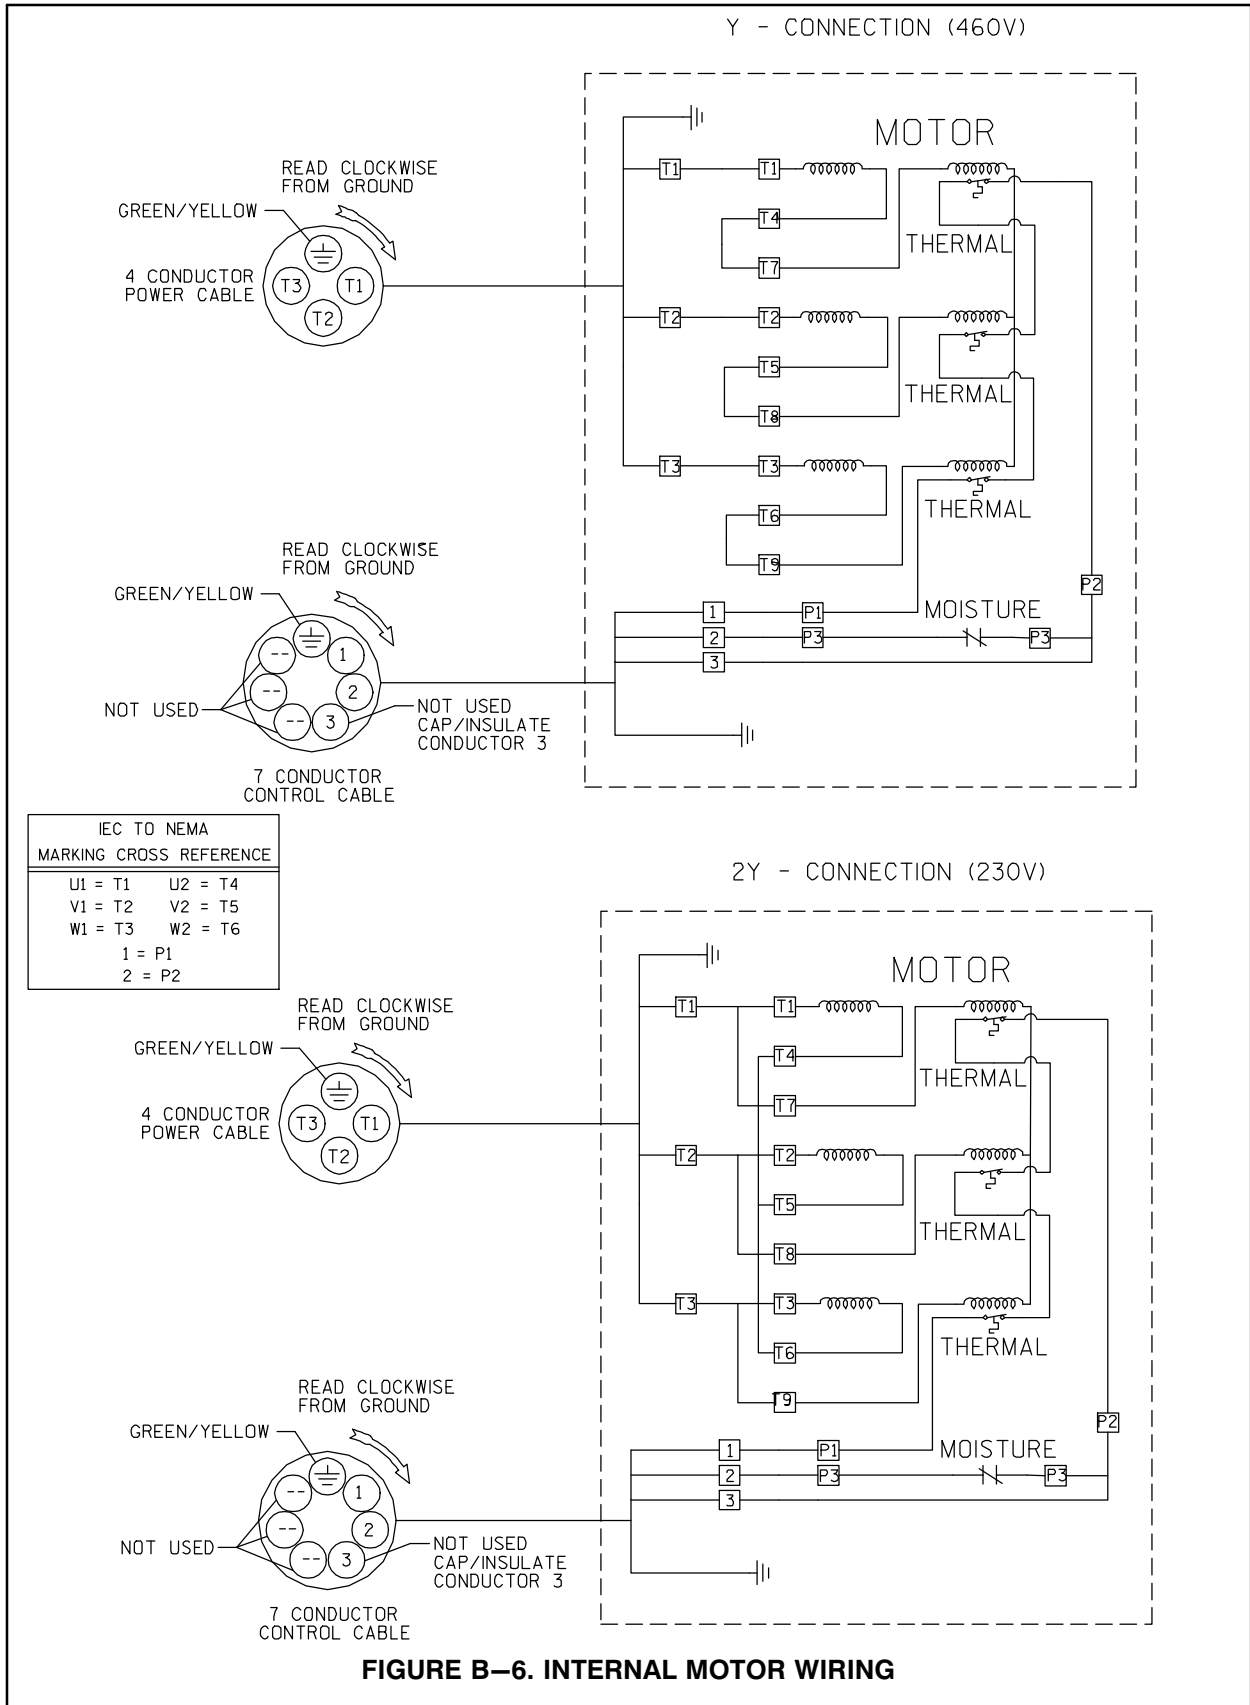 Y - CONNECTION (460V)
MOTOR
READ CLOCKWISE
FROM GROUND
GREEN/YELLOW
4 CONDUCTOR
POWER CABLE
T3
T1
T2
T1
T1
T4
T7
THERMAL
T2
T2
T5
T8
THERMAL
T3
T3
T6
T9
THERMAL
READ CLOCKWISE
FROM GROUND
GREEN/YELLOW
--
1
--
2
--
3
NOT USED
NOT USED
CAP/INSULATE
CONDUCTOR 3
7 CONDUCTOR
CONTROL CABLE
1
P1
MOISTURE
P2
2
P3
P3
3
IEC TO NEMA
MARKING CROSS REFERENCE
U1 = T1 U2 = T4
V1 = T2 V2 = T5
W1 = T3 W2 = T6
1 = P1
2 = P2
2Y - CONNECTION (230V)
MOTOR
READ CLOCKWISE
FROM GROUND
GREEN/YELLOW
4 CONDUCTOR
POWER CABLE
T3
T1
T2
T1
T1
T4
T7
THERMAL
T2
T2
T5
T8
THERMAL
T3
T3
T6
T9
THERMAL
READ CLOCKWISE
FROM GROUND
GREEN/YELLOW
--
1
--
2
--
3
NOT USED
NOT USED
CAP/INSULATE
CONDUCTOR 3
7 CONDUCTOR
CONTROL CABLE
1
P1
MOISTURE
P2
2
P3
P3
3
FIGURE B–6. INTERNAL MOTOR WIRING